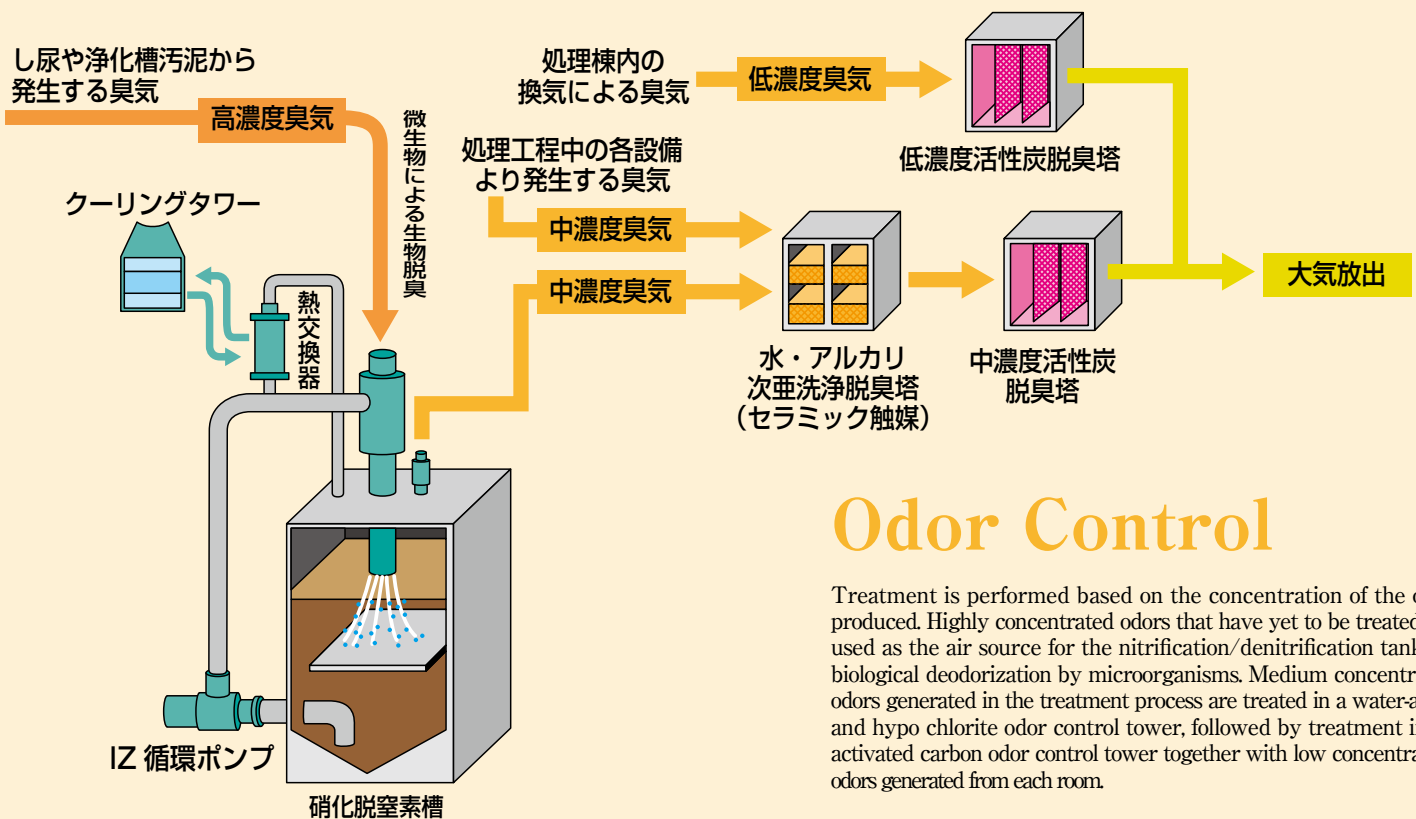 し尿や浄化槽汚泥から
発生する臭気
高濃度臭気
微生物による生物脱臭
クーリングタワー
熱交換器
IZ 循環ポンプ
硝化脱窒素槽
処理棟内の
換気による臭気
低濃度臭気
低濃度活性炭脱臭塔
処理工程中の各設備
より発生する臭気
中濃度臭気
中濃度臭気
水・アルカリ
次亜洗浄脱臭塔
（セラミック触媒）
中濃度活性炭
脱臭塔
大気放出
Odor Control
Treatment is performed based on the concentration of the
produced. Highly concentrated odors that have yet to be treated
used as the air source for the nitrification/denitrification
biological deodorization by microorganisms. Medium
odors generated in the treatment process are treated in a
and hypo chlorite odor control tower, followed by treatment
activated carbon odor control tower together with low
odors generated from each room.